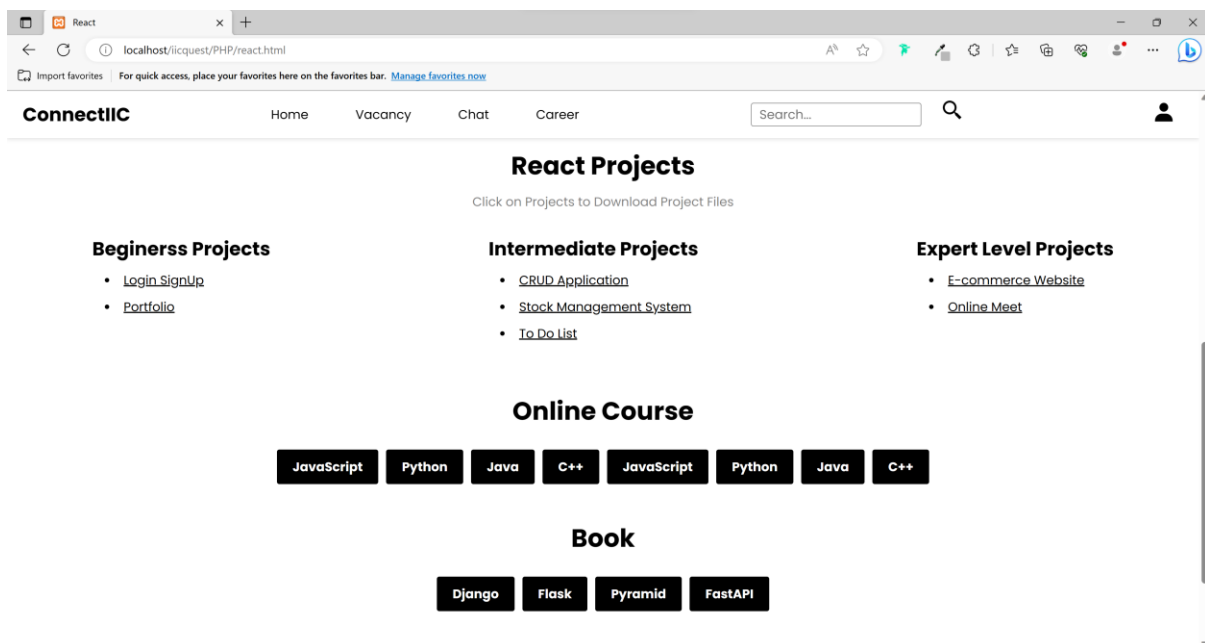 React
localhost/iicquest/PHP/react.html
Import favorites For quick access, place your favorites here on the favorites bar. Manage favorites now
ConnectIIC Home Vacancy Chat Career Search...
React Projects
Click on Projects to Download Project Files
Beginerss Projects Intermediate Projects Expert Level Projects
• Login SignUp • CRUD Application • E-commerce Website
• Portfolio • Stock Management System • Online Meet
• To Do List
Online Course
JavaScript Python Java C++ JavaScript Python Java C++
Book
Django Flask Pyramid FastAPI